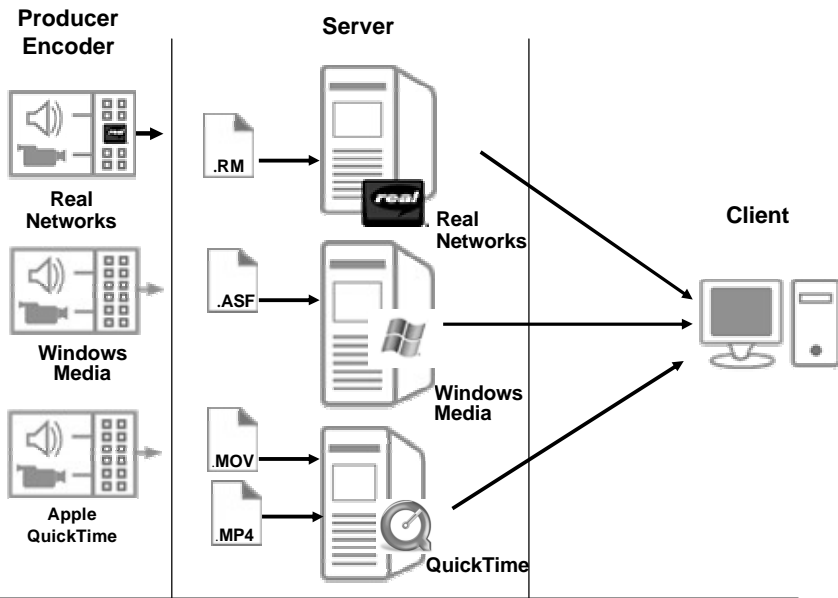 Producer
Encoder
Server
Client
Real
Networks
Windows
Media
Apple
QuickTime
.RM
real
Real
Networks
.ASF
Windows
Media
.MOV
.MP4
QuickTime